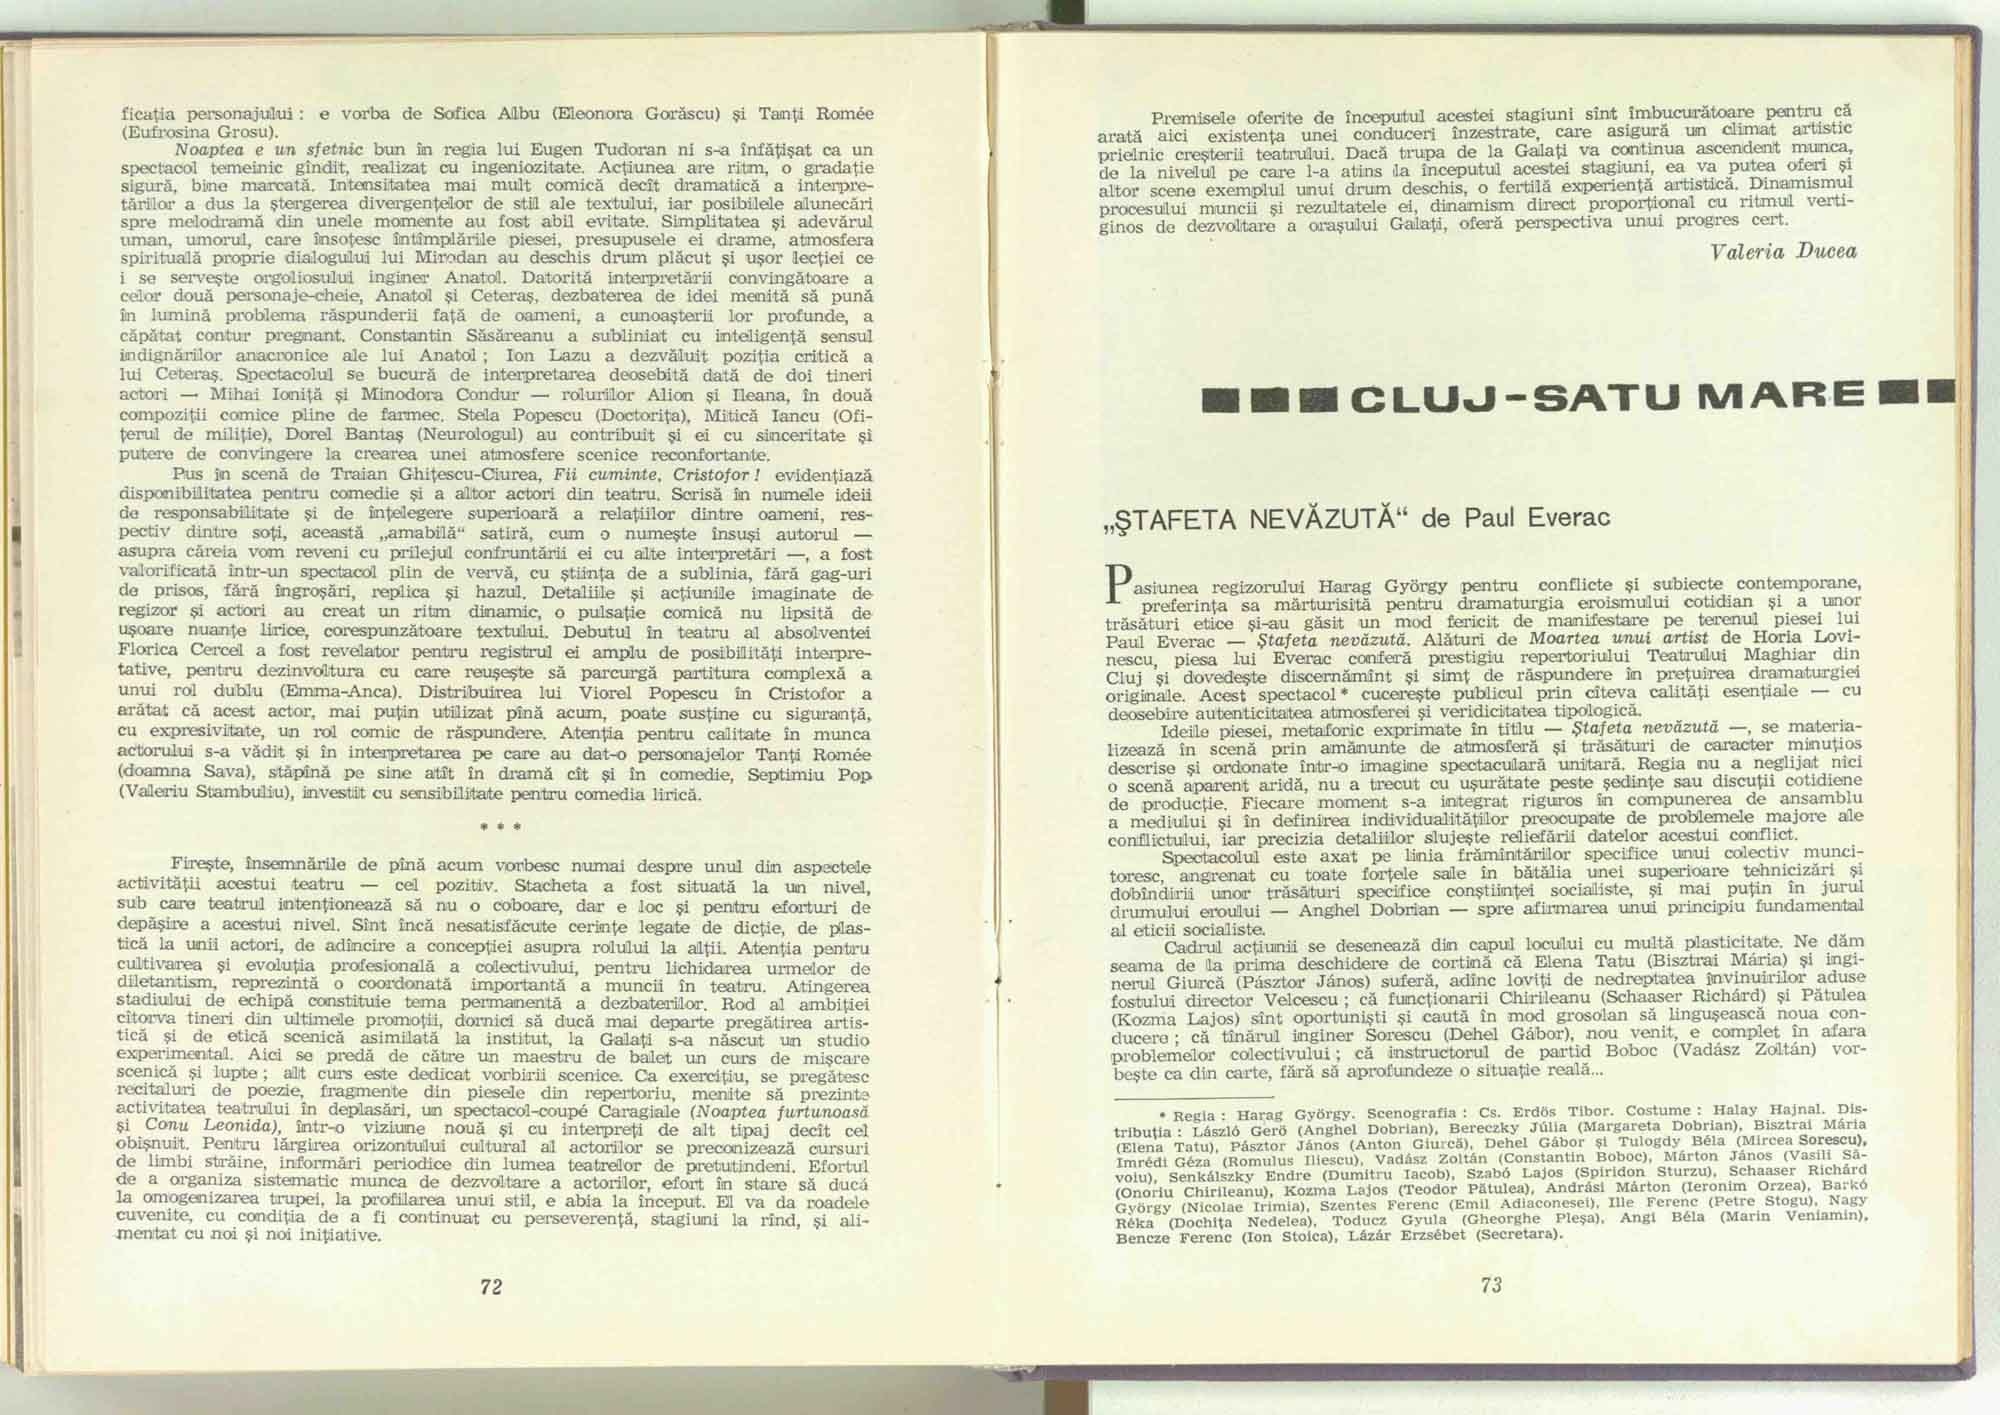 ficația personajului : e vorba de Sofica Albu (Eleonora Gorăscu) și Tanți Romée
(Eufrosina Grosu).
Noaptea e un sfetnic bun în regia lui Eugen Tudoran ni s-a înfățișat ca un
spectacol temeinic gîndit, realizat cu ingeniozitate. Acțiunea are ritm, o gradație
sigură, bine marcată. Intensitatea mai mult comică decît dramatică a interpre-
tărilor a dus la ștergerea divergențelor de stil ale textului, iar posibilele alunecări
spre melodramă din unele momente au fost abil evitate. Simplitatea și adevărul
uman, umorul, care însoțesc întîmplările piesei, presupusele ei drame, atmosfera
spirituală proprie dialogului lui Mirodan au deschis drum plăcut și ușor lecției ce
i se servește orgoliosului inginer Anatol. Datorită interpretării convingătoare a
celor două personaje-cheie, Anatol și Ceteraș, dezbaterea de idei menită să pună
în lumină problema răspunderii față de oameni, a cunoașterii lor profunde, a
căpătat contur pregnant. Constantin Săsăreanu a subliniat cu inteligență sensul
indignărilor anacronice ale lui Anatol ; Ion Lazu a dezvăluit poziția critică a
lui Ceteraș. Spectacolul se bucură de interpretarea deosebită dată de doi tineri
actori — Mihai Ioniță și Minodora Condur — rolurilor Alion și Ileana, în două
compoziții comice pline de farmec. Stela Popescu (Doctorița), Mitică Iancu (Ofi-
țerul de miliție), Dorel Bantaș (Neurologul) au contribuit și ei cu sinceritate și
putere de convingere la crearea unei atmosfere scenice reconfortante.
Pus în scenă de Traian Ghițescu-Ciurea, Fii cuminte, Cristofor ! evidențiază
disponibilitatea pentru comedie și a altor actori din teatru. Scrisă în numele ideii
de responsabilitate și de înțelegere superioară a relațiilor dintre oameni, res-
pectiv dintre soți, această „amabilă“ satiră, cum o numește însuși autorul —
asupra căreia vom reveni cu prilejul confruntării ei cu alte interpretări —, a fost
valorificată într-un spectacol plin de vervă, cu știința de a sublinia, fără gag-uri
de prisos, fără îngroșări, replica și hazul. Detaliile și acțiunile imaginate de
regizor și actori au creat un ritm dinamic, o pulsație comică nu lipsită de
ușoare nuanțe lirice, corespunzătoare textului. Debutul în teatru al absolventei
Florica Cercel a fost revelator pentru registrul ei amplu de posibilități interpre-
tative, pentru dezinvoltura cu care reușește să parcurgă partitura complexă a
unui rol dublu (Emma-Anca). Distribuirea lui Viorel Popescu în Cristofor a
arătat că acest actor, mai puțin utilizat pînă acum, poate susține cu siguranță,
cu expresivitate, un rol comic de răspundere. Atenția pentru calitate în munca
actorului s-a vădit și în interpretarea pe care au dat-o personajelor Tanți Romée
(doamna Sava), stăpînă pe sine atît în dramă cît și în comedie, Septimiu Pop
(Valeriu Stambuliu), investit cu sensibilitate pentru comedia lirică.
* * *
Firește, însemnările de pînă acum vorbesc numai despre unul din aspectele
activității acestui teatru — cel pozitiv. Stacheta a fost situată la un nivel,
sub care teatrul intenționează să nu o coboare, dar e loc și pentru eforturi de
depășire a acestui nivel. Sînt încă nesatisfăcute cerințe legate de dicție, de plas-
tică la unii actori, de adîncire a concepției asupra rolului la alții. Atenția pentru
cultivarea și evoluția profesională a colectivului, pentru lichidarea urmelor de
diletantism, reprezintă o coordonată importantă a muncii în teatru. Atingerea
stadiului de echipă constituie tema permanentă a dezbaterilor. Rod al ambiției
cîtorva tineri din ultimele promoții, dornici să ducă mai departe pregătirea artis-
tică și de etică scenică asimilată la institut, la Galați s-a născut un studio
experimental. Aici se predă de către un maestru de balet un curs de mișcare
scenică și lupte ; alt curs este dedicat vorbirii scenice. Ca exercițiu, se pregătesc
recitaluri de poezie, fragmente din piesele din repertoriu, menite să prezinte
activitatea teatrului în deplasări, un spectacol-coupé Caragiale (Noaptea furtunoasă
și Conu Leonida), într-o viziune nouă și cu interpreți de alt tipaj decît cel
obișnuit. Pentru lărgirea orizontului cultural al actorilor se preconizează cursuri
de limbi străine, informări periodice din lumea teatrelor de pretutindeni. Efortul
de a organiza sistematic munca de dezvoltare a actorilor, efort în stare să ducă
la omogenizarea trupei, la profilarea unui stil, e abia la început. El va da roadele
cuvenite, cu condiția de a fi continuat cu perseverență, stagiuni la rînd, și ali-
mentat cu noi și noi inițiative.
72
Premisele oferite de începutul acestei stagiuni sînt îmbucurătoare pentru că
arată aici existența unei conduceri înzestrate, care asigură un climat artistic
prielnic creșterii teatrului. Dacă trupa de la Galați va continua ascendent munca,
de la nivelul pe care l-a atins la începutul acestei stagiuni, ea va putea oferi și
altor scene exemplul unui drum deschis, o fertilă experiență artistică. Dinamismul
procesului muncii și rezultatele ei, dinamism direct proporțional cu ritmul verti-
ginos de dezvoltare a orașului Galați, oferă perspectiva unui progres cert.
Valeria Ducea
CLUJ-SATU MARE
„ȘTAFETA NEVĂZUTĂ“ de Paul Everac
Pasiunea regizorului Harag György pentru conflicte și subiecte contemporane,
preferința sa mărturisită pentru dramaturgia eroismului cotidian și a unor
trăsături etice și-au găsit un mod fericit de manifestare pe terenul piesei lui
Paul Everac — Ștafeta nevăzută. Alături de Moartea unui artist de Horia Lovi-
nescu, piesa lui Everac conferă prestigiu repertoriului Teatrului Maghiar din
Cluj și dovedește discernămînt și simț de răspundere în prețuirea dramaturgiei
originale. Acest spectacol * cucerește publicul prin cîteva calități esențiale — cu
deosebire autenticitatea atmosferei și veridicitatea tipologică.
Ideile piesei, metaforic exprimate în titlu — Ștafeta nevăzută —, se materia-
lizează în scenă prin amănunte de atmosferă și trăsături de caracter minuțios
descrise și ordonate într-o imagine spectaculară unitară. Regia nu a neglijat nici
o scenă aparent aridă, nu a trecut cu ușurătate peste ședințe sau discuții cotidiene
de producție. Fiecare moment s-a integrat riguros în compunerea de ansamblu
a mediului și în definirea individualităților preocupate de problemele majore ale
conflictului, iar precizia detaliilor slujește reliefării datelor acestui conflict.
Spectacolul este axat pe linia frămîntărilor specifice unui colectiv munci-
toresc, angrenat cu toate forțele sale în bătălia unei superioare tehnicizări și
dobîndirii unor trăsături specifice conștiinței socialiste, și mai puțin în jurul
drumului eroului — Anghel Dobrian — spre afirmarea unui principiu fundamental
al eticii socialiste.
Cadrul acțiunii se desenează din capul locului cu multă plasticitate. Ne dăm
seama de la prima deschidere de cortină că Elena Tatu (Bisztrai Mária) și ingi-
nerul Giurcă (Pásztor János) suferă, adînc loviți de nedreptatea învinuirilor aduse
fostului director Velcescu ; că funcționarii Chirileanu (Schaaser Richárd) și Pătulea
(Kozma Lajos) sînt oportuniști și caută în mod grosolan să lingușească noua con-
ducere ; că tînărul inginer Sorescu (Dehel Gábor), nou venit, e complet în afara
problemelor colectivului ; că instructorul de partid Boboc (Vadász Zoltán) vor-
bește ca din carte, fără să aprofundeze o situație reală...
* Regia : Harag György. Scenografia : Cs. Erdös Tibor. Costume : Halay Hajnal. Dis-
tribuția : László Gerö (Anghel Dobrian), Bereczky Júlia (Margareta Dobrian), Bisztrai Mária
(Elena Tatu), Pásztor János (Anton Giurcă), Dehel Gábor și Tulogdy Béla (Mircea Sorescu),
Imrédi Géza (Romulus Iliescu), Vadász Zoltán (Constantin Boboc), Márton János (Vasili Să-
voiu), Senkálszky Endre (Dumitru Iacob), Szabó Lajos (Spiridon Sturzu), Schaaser Richárd
(Onoriu Chirileanu), Kozma Lajos (Teodor Pătulea), Andrási Márton (Ieronim Orzea), Barkó
György (Nicolae Irimia), Szentes Ferenc (Emil Adiaconesei), Ille Ferenc (Petre Stogu), Nagy
Réka (Dochița Nedelea), Toducz Gyula (Gheorghe Pleșa), Angi Béla (Marin Veniamin),
Bencze Ferenc (Ion Stoica), Lázár Erzsébet (Secretara).
73